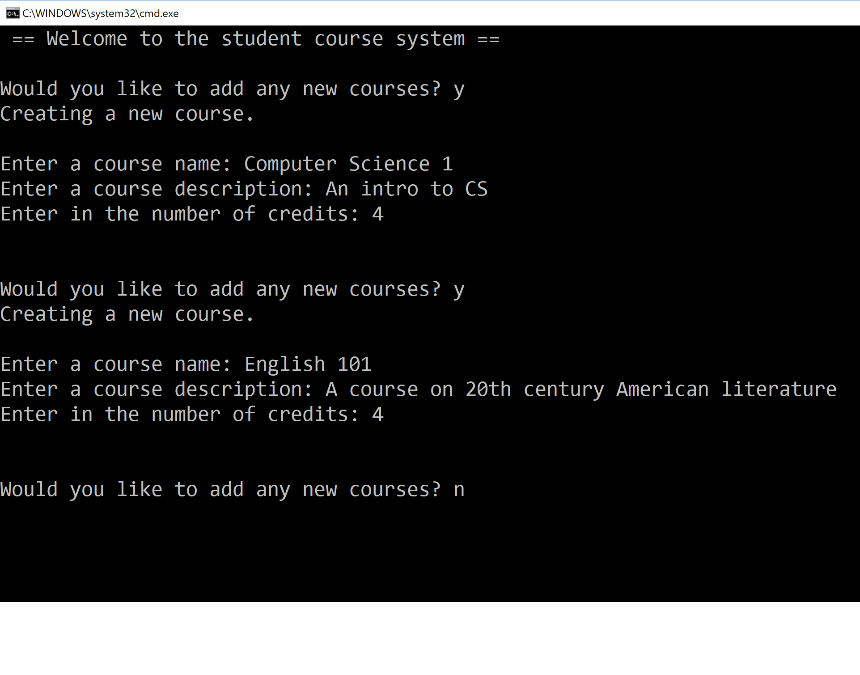 C:\WINDOWS\system32\cmd.exe
== Welcome to the student course system ==
Would you like to add any new courses? y
Creating a new course.
Enter a course name: Computer Science 1
Enter a course description: An intro to CS
Enter in the number of credits: 4
Would you like to add any new courses? y
Creating a new course.
Enter a course name: English 101
Enter a course description: A course on 20th century American literature
Enter in the number of credits: 4
Would you like to add any new courses? n